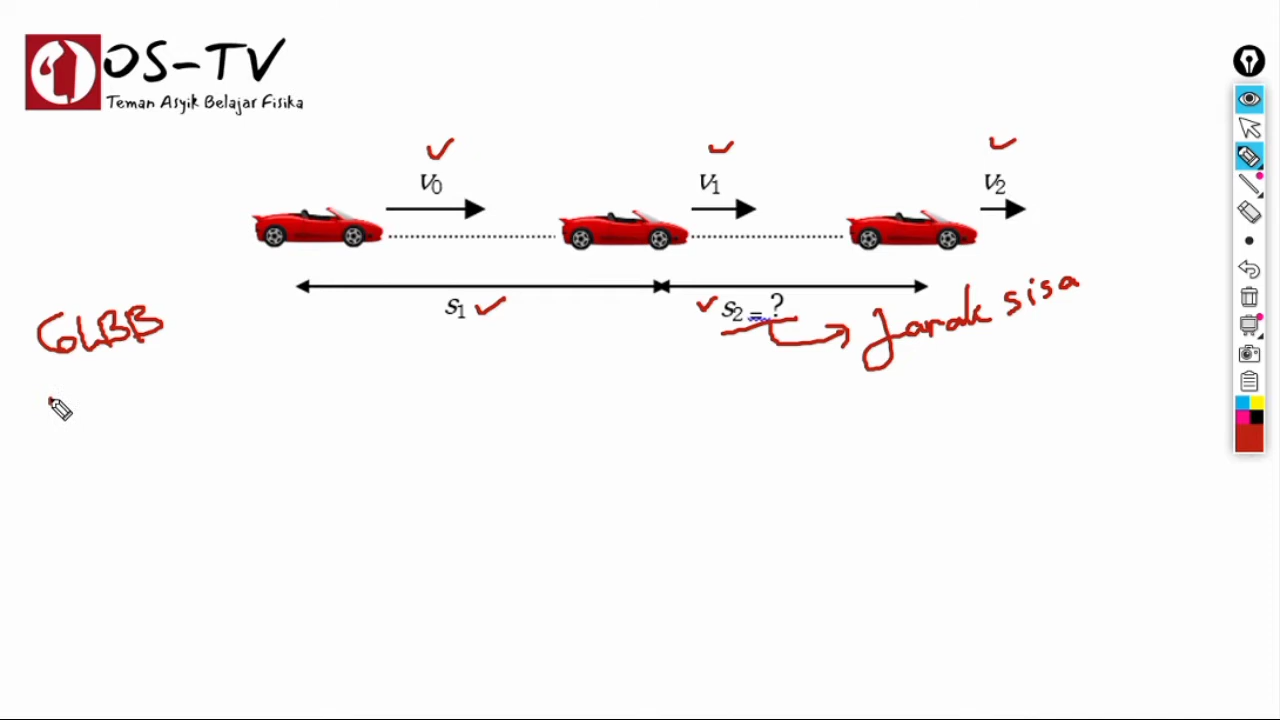 OS-TV
Teman Asyik Belajar Fisika
v0 v1 v2
s1 s2 = ? Jarak sisa
GLBB